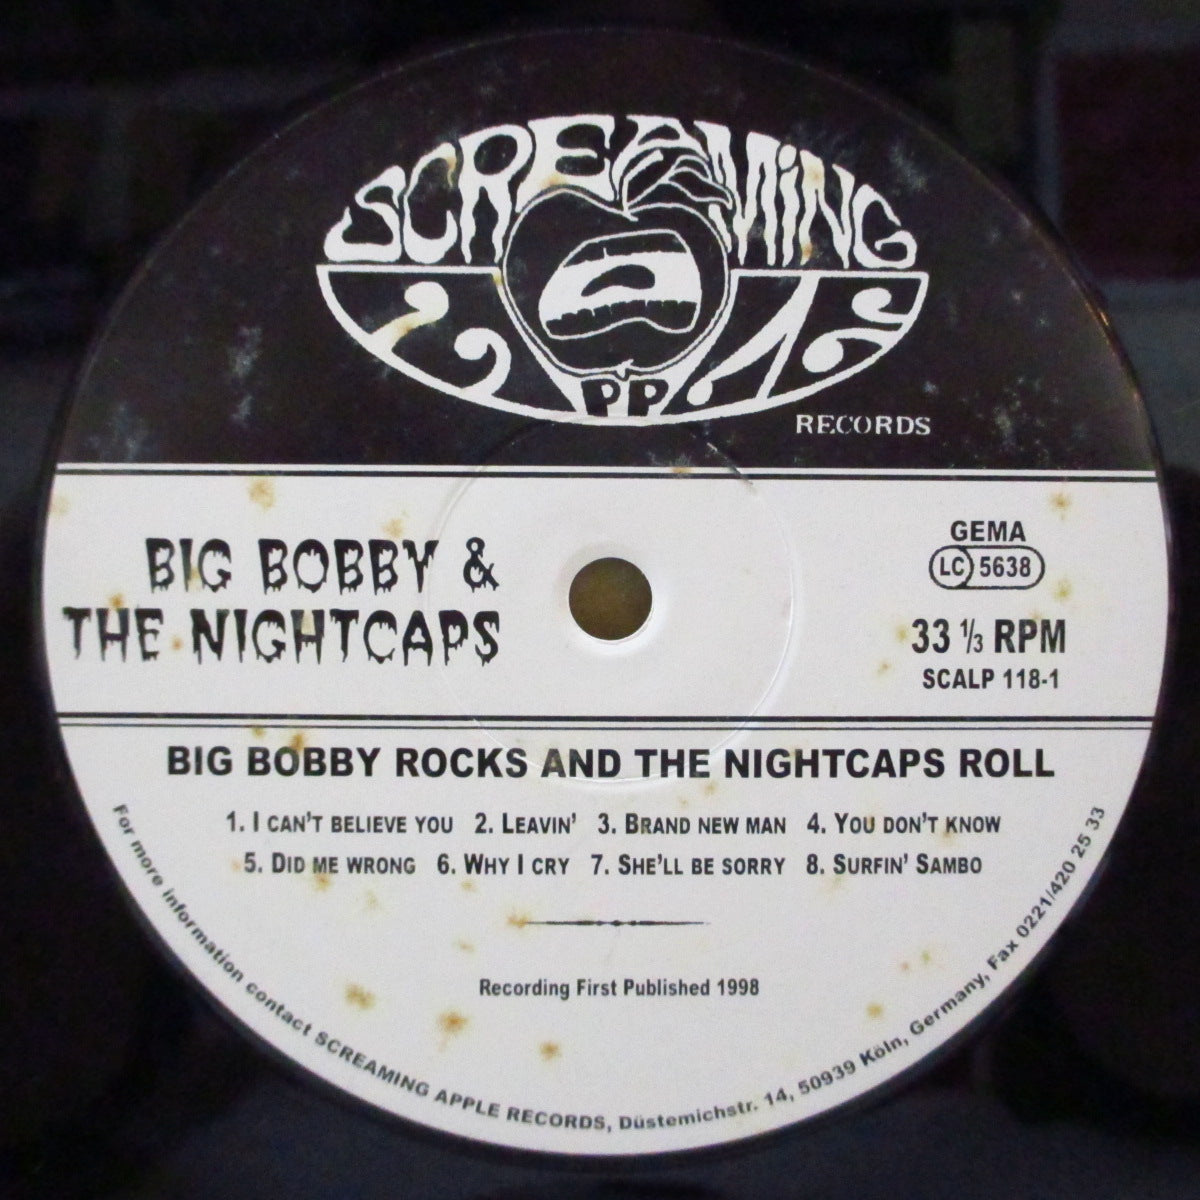 SCREAMING
APPLE
RECORDS
BIG BOBBY &
THE NIGHTCAPS
GEMA
LC 5638
33 ⅓ RPM
SCALP 118-1
BIG BOBBY ROCKS AND THE NIGHTCAPS ROLL
1. I CAN'T BELIEVE YOU 2. LEAVIN' 3. BRAND NEW MAN 4. YOU DON'T KNOW
5. DID ME WRONG 6. WHY I CRY 7. SHE'LL BE SORRY 8. SURFIN' SAMBO
Recording First Published 1998
For more information contact SCREAMING APPLE RECORDS, Düstemichstr. 14, 50939 Köln, Germany, Fax 0221/420 25 33